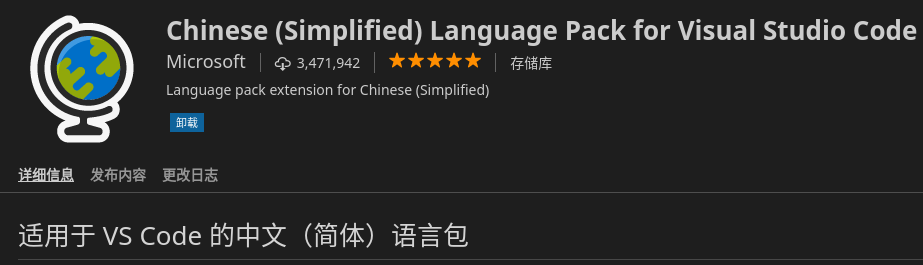 Chinese (Simplified) Language Pack for Visual Studio Code
Microsoft 3,471,942 存储库
Language pack extension for Chinese (Simplified)
卸载
详细信息 发布内容 更改日志
适用于 VS Code 的中文（简体）语言包